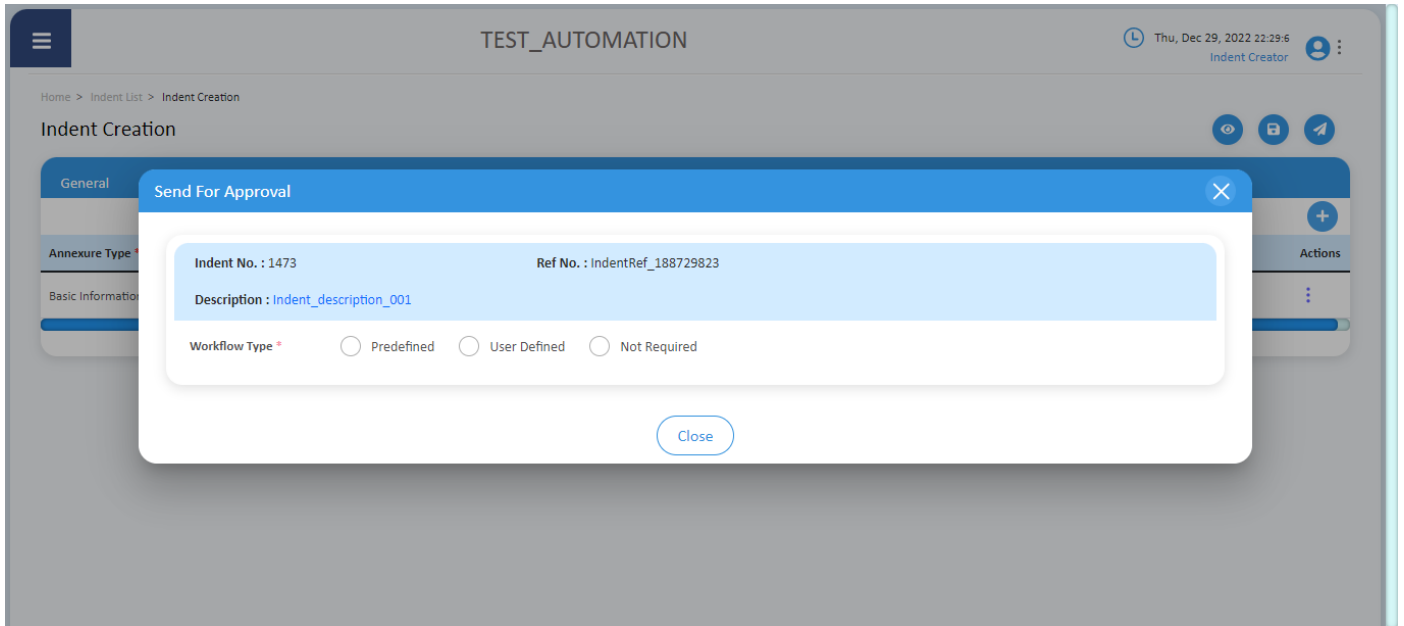 TEST_AUTOMATION
Thu, Dec 29, 2022 22:29:6
Indent Creator
Home > Indent List > Indent Creation
Indent Creation
General
Send For Approval
Annexure Type *
Actions
Indent No. : 1473 Ref No. : IndentRef_188729823
Basic Information
Description : Indent_description_001
Workflow Type * Predefined User Defined Not Required
Close